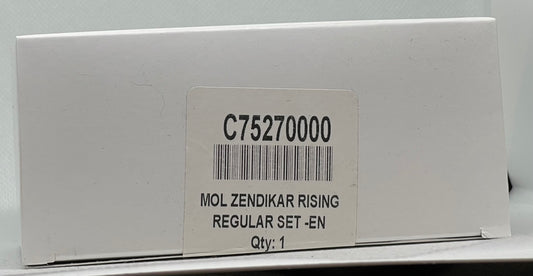 C75270000
MOL ZENDIKAR RISING
REGULAR SET -EN
Qty: 1